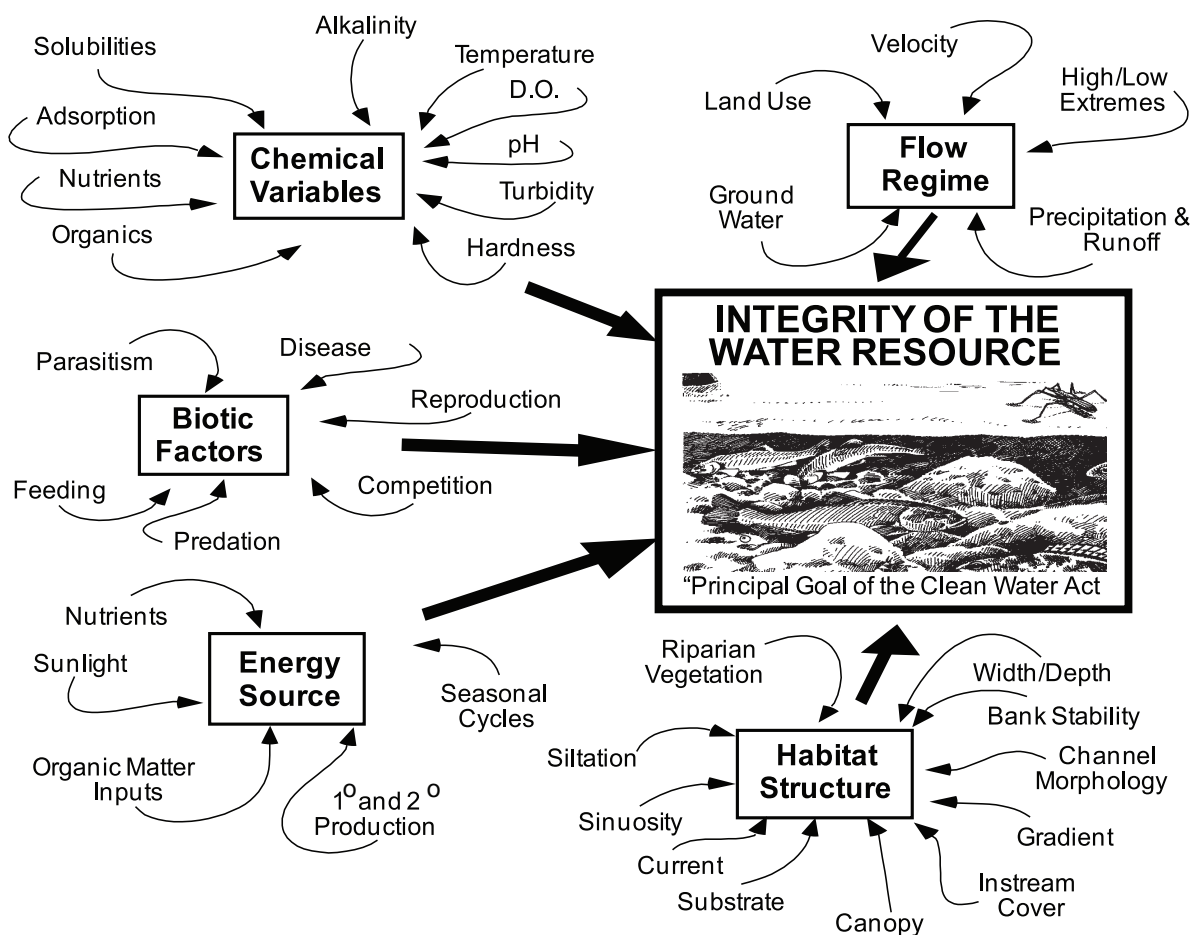 Alkalinity
Solubilities
Temperature
D.O.
Adsorption
pH
Chemical
Variables
Nutrients
Turbidity
Organics
Hardness
Velocity
High/Low
Extremes
Land Use
Flow
Regime
Ground
Water
Precipitation &
Runoff
INTEGRITY OF THE
WATER RESOURCE
"Principal Goal of the Clean Water Act
Disease
Parasitism
Reproduction
Biotic
Factors
Feeding
Competition
Predation
Nutrients
Sunlight
Energy
Source
Seasonal
Cycles
Organic Matter
Inputs
1º and 2º
Production
Riparian
Vegetation
Width/Depth
Bank Stability
Siltation
Habitat
Structure
Channel
Morphology
Sinuosity
Gradient
Current
Substrate
Canopy
Instream
Cover